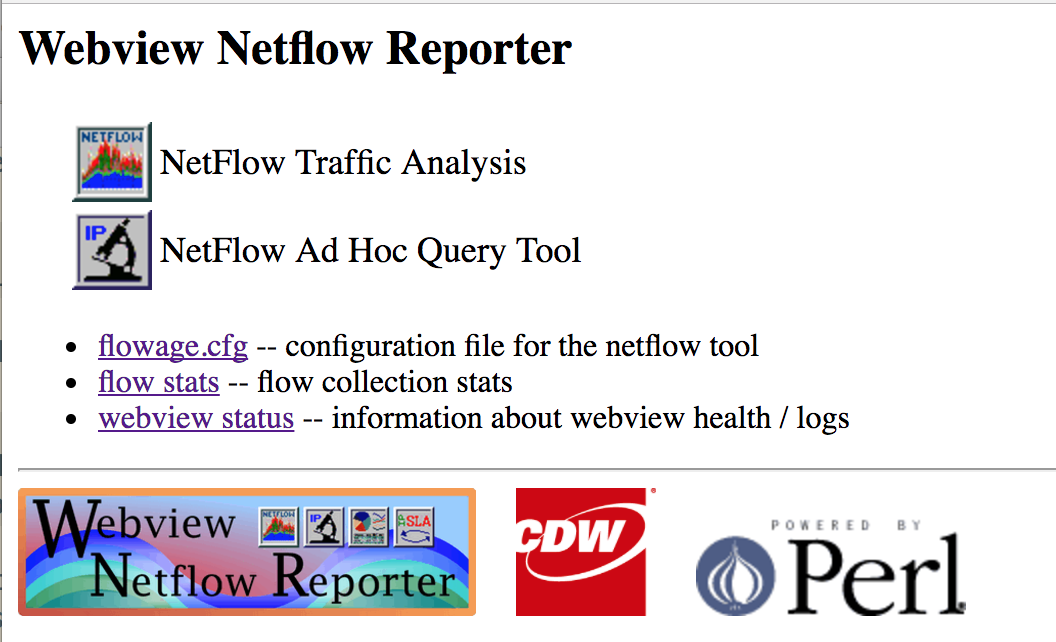 Webview Netflow Reporter
NETFLOW
NetFlow Traffic Analysis
IP
NetFlow Ad Hoc Query Tool
flowage.cfg -- configuration file for the netflow tool
flow stats -- flow collection stats
webview status -- information about webview health / logs
Webview
NETFLOW
IP
SLA
Netflow Reporter
CDW
POWERED BY
Perl